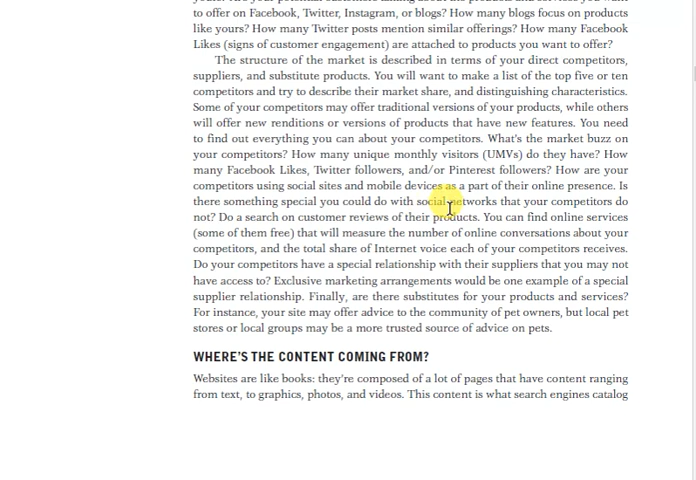 to offer on Facebook, Twitter, Instagram, or blogs? How many blogs focus on products
like yours? How many Twitter posts mention similar offerings? How many Facebook
Likes (signs of customer engagement) are attached to products you want to offer?
The structure of the market is described in terms of your direct competitors,
suppliers, and substitute products. You will want to make a list of the top five or ten
competitors and try to describe their market share, and distinguishing characteristics.
Some of your competitors may offer traditional versions of your products, while others
will offer new renditions or versions of products that have new features. You need
to find out everything you can about your competitors. What's the market buzz on
your competitors? How many unique monthly visitors (UMVs) do they have? How
many Facebook Likes, Twitter followers, and/or Pinterest followers? How are your
competitors using social sites and mobile devices as a part of their online presence. Is
there something special you could do with social networks that your competitors do
not? Do a search on customer reviews of their products. You can find online services
(some of them free) that will measure the number of online conversations about your
competitors, and the total share of Internet voice each of your competitors receives.
Do your competitors have a special relationship with their suppliers that you may not
have access to? Exclusive marketing arrangements would be one example of a special
supplier relationship. Finally, are there substitutes for your products and services?
For instance, your site may offer advice to the community of pet owners, but local pet
stores or local groups may be a more trusted source of advice on pets.
WHERE'S THE CONTENT COMING FROM?
Websites are like books: they're composed of a lot of pages that have content ranging
from text, to graphics, photos, and videos. This content is what search engines catalog